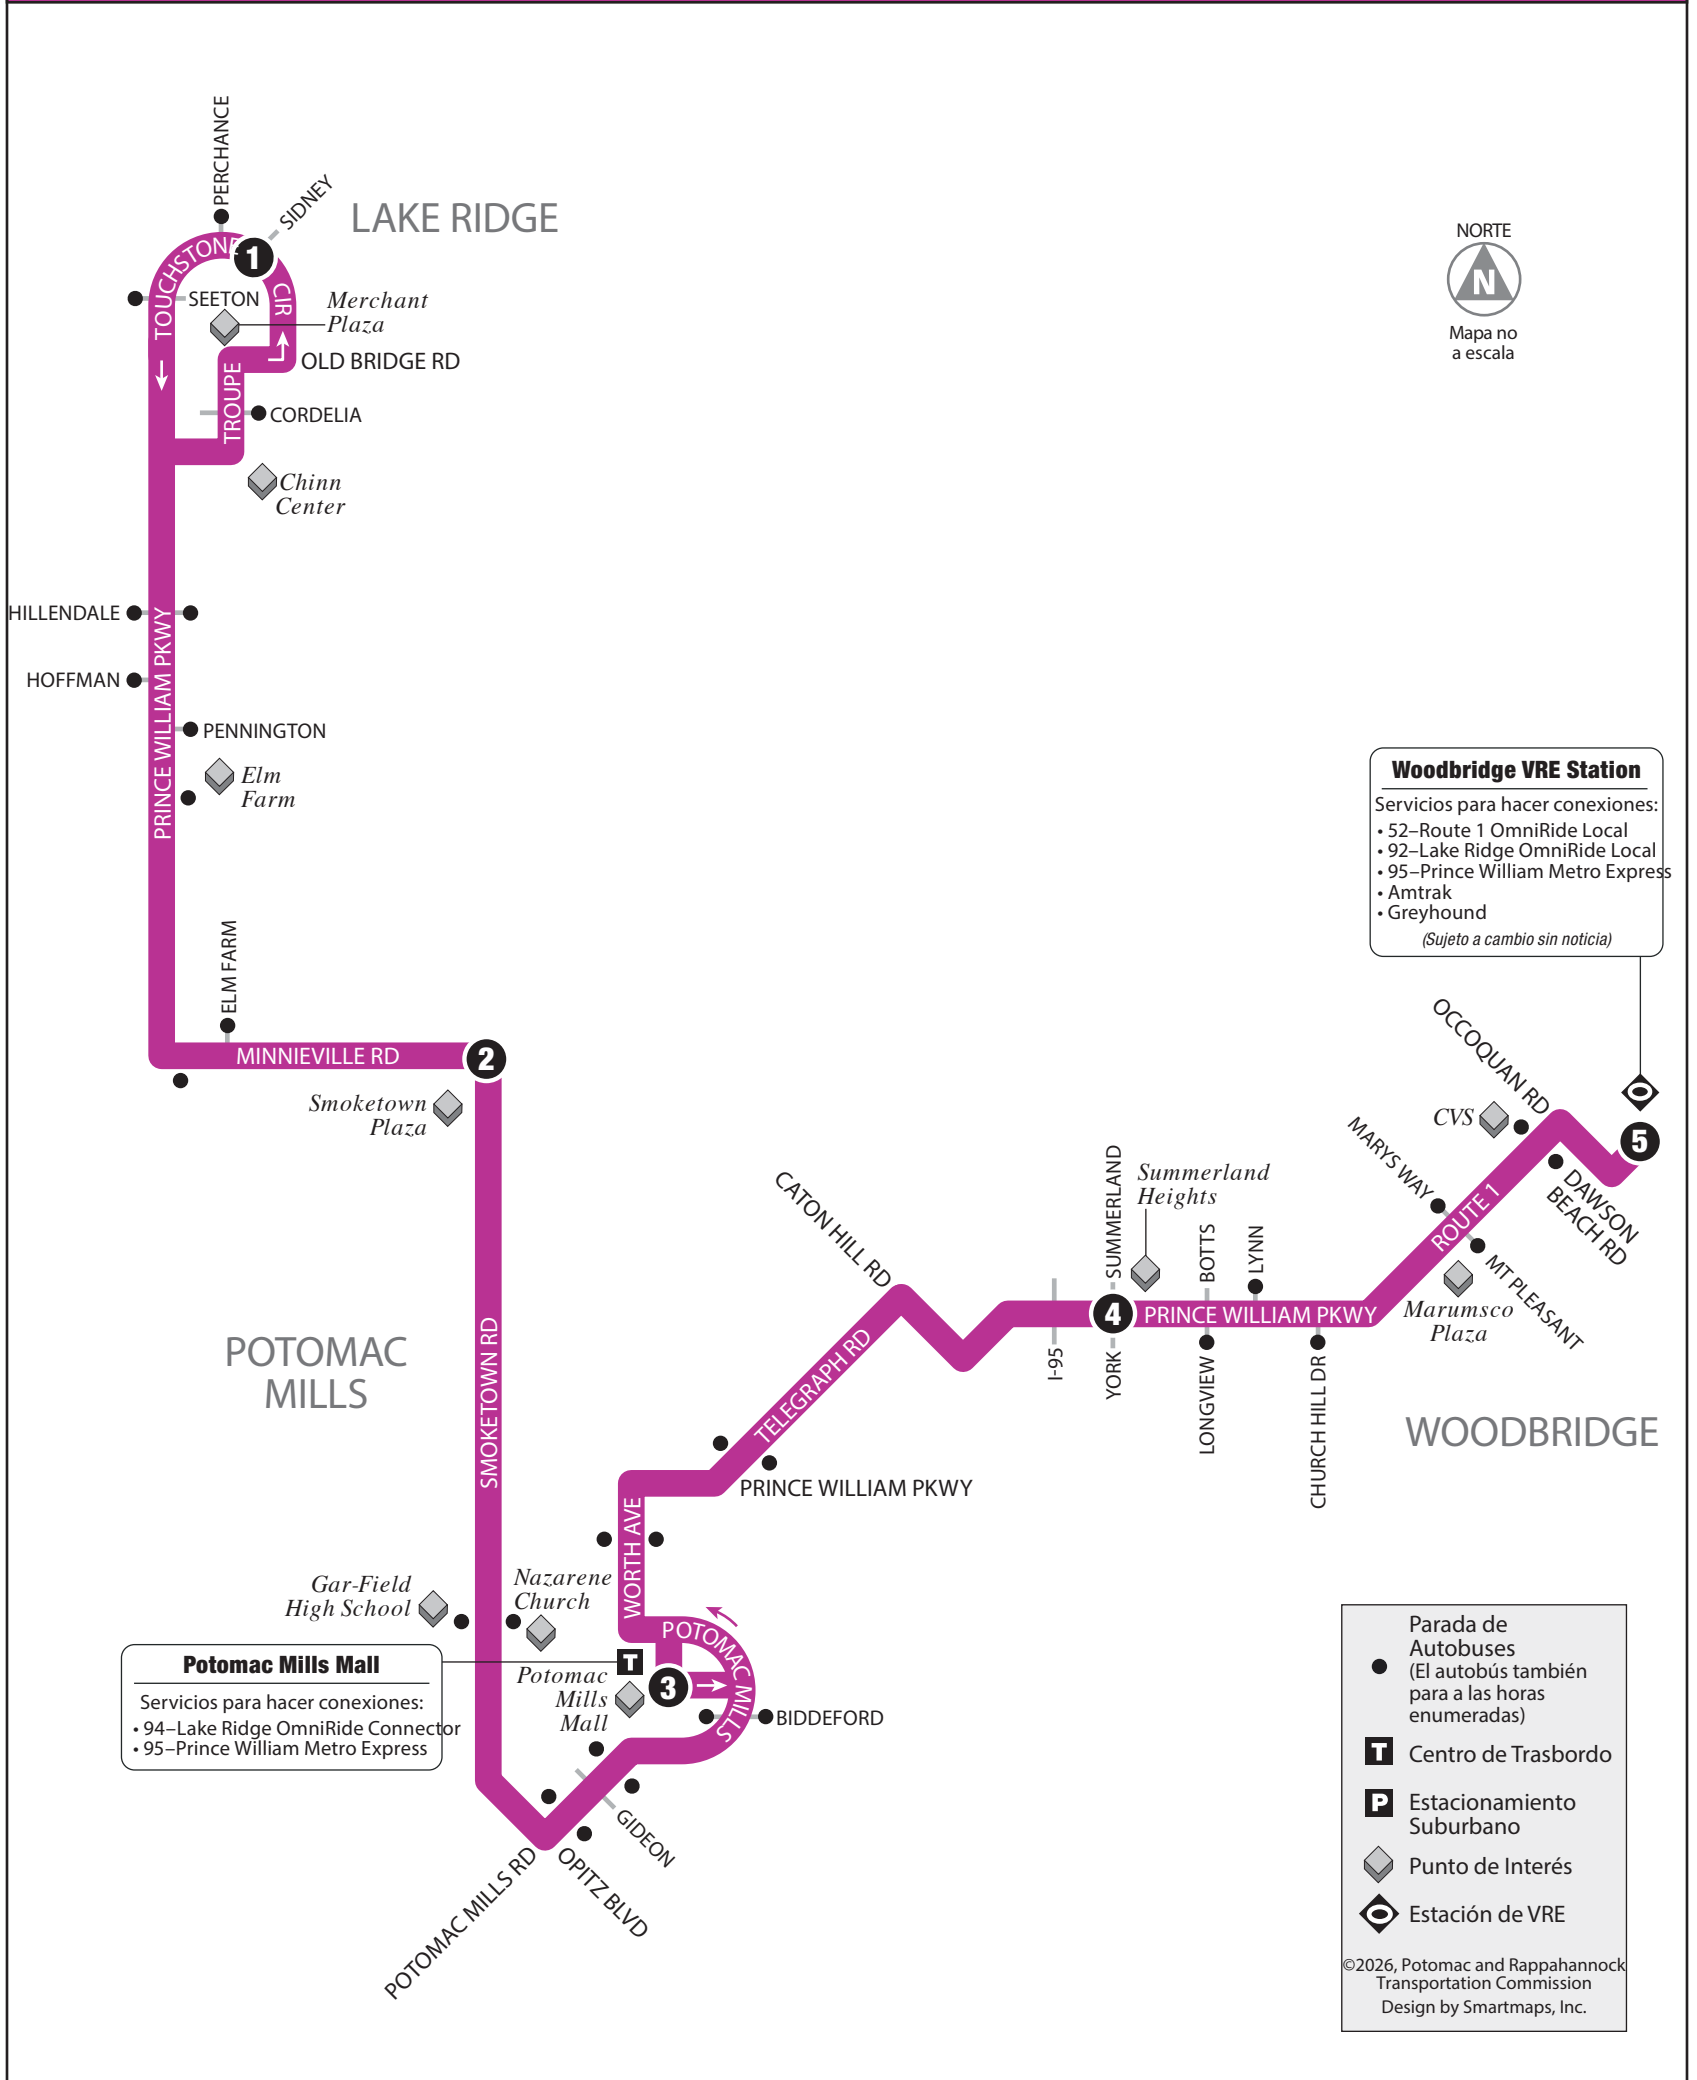 PERCHANCE
SIDNEY
LAKE RIDGE
TOUCHSTONE
1
CIR
SEETON
Merchant
Plaza
OLD BRIDGE RD
TROUPE
CORDELIA
Chinn
Center
NORTE
N
Mapa no
a escala
HILLENDALE
HOFFMAN
PRINCE WILLIAM PKWY
PENNINGTON
Elm
Farm
Woodbridge VRE Station
Servicios para hacer conexiones:
• 52–Route 1 OmniRide Local
• 92–Lake Ridge OmniRide Local
• 95–Prince William Metro Express
• Amtrak
• Greyhound
(Sujeto a cambio sin noticia)
ELM FARM
MINNIEVILLE RD
2
Smoketown
Plaza
OCCOQUAN RD
CVS
5
MARYS WAY
DAWSON
BEACH RD
ROUTE 1
MT PLEASANT
Marumsco
Plaza
CATON HILL RD
SUMMERLAND
Summerland
Heights
BOTTS
LYNN
4
PRINCE WILLIAM PKWY
I-95
YORK
LONGVIEW
CHURCH HILL DR
WOODBRIDGE
POTOMAC
MILLS
SMOKETOWN RD
TELEGRAPH RD
PRINCE WILLIAM PKWY
WORTH AVE
Gar-Field
High School
Nazarene
Church
POTOMAC MILLS
T
3
Potomac
Mills
Mall
BIDDEFORD
Potomac Mills Mall
Servicios para hacer conexiones:
• 94–Lake Ridge OmniRide Connector
• 95–Prince William Metro Express
GIDEON
OPITZ BLVD
POTOMAC MILLS RD
Parada de
Autobuses
(El autobús también
para a las horas
enumeradas)
T Centro de Trasbordo
P Estacionamiento
Suburbano
Punto de Interés
Estación de VRE
©2026, Potomac and Rappahannock
Transportation Commission
Design by Smartmaps, Inc.